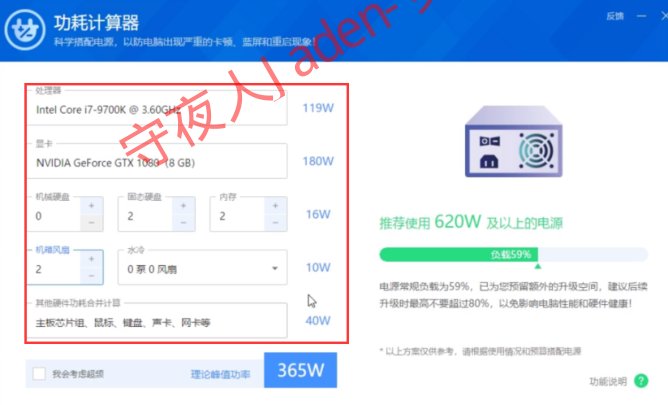 功耗计算器
科学搭配电源，以防电脑出现严重的卡顿、蓝屏和重启现象！
反馈
守夜人Jaden-
处理器
Intel Core i7-9700K @ 3.60GHz
119W
显卡
NVIDIA GeForce GTX 1080（8 GB）
180W
机械硬盘
0
固态硬盘
2
内存
2
16W
机箱风扇
2
水冷
0 泵 0 风扇
10W
其他硬件功耗合并计算
主板芯片组、鼠标、键盘、声卡、网卡等
40W
我会考虑超频
理论峰值功率
365W
推荐使用 620W 及以上的电源
负载59%
电源常规负载为59%，已为您预留额外的升级空间，建议后续
升级时最高不要超过80%，以免影响电脑性能和硬件健康！
* 以上方案仅供参考，请根据使用情况和预算搭配电源
功能说明 ?